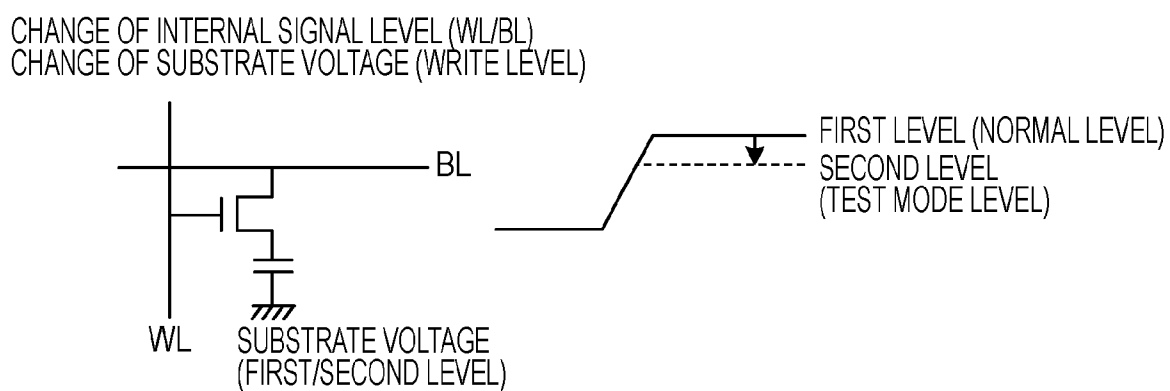 CHANGE OF INTERNAL SIGNAL LEVEL (WL/BL)
CHANGE OF SUBSTRATE VOLTAGE (WRITE LEVEL)
BL
WL
SUBSTRATE VOLTAGE
(FIRST/SECOND LEVEL)
FIRST LEVEL (NORMAL LEVEL)
SECOND LEVEL
(TEST MODE LEVEL)